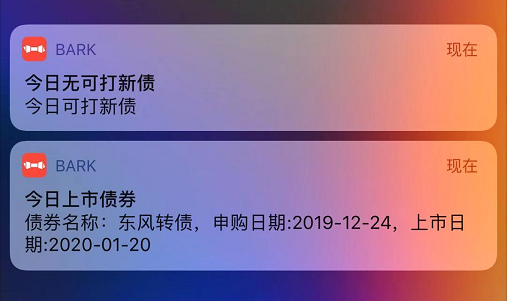 BARK 现在
今日无可打新债
今日可打新债
BARK 现在
今日上市债券
债券名称：东风转债，申购日期:2019-12-24，上市日
期:2020-01-20